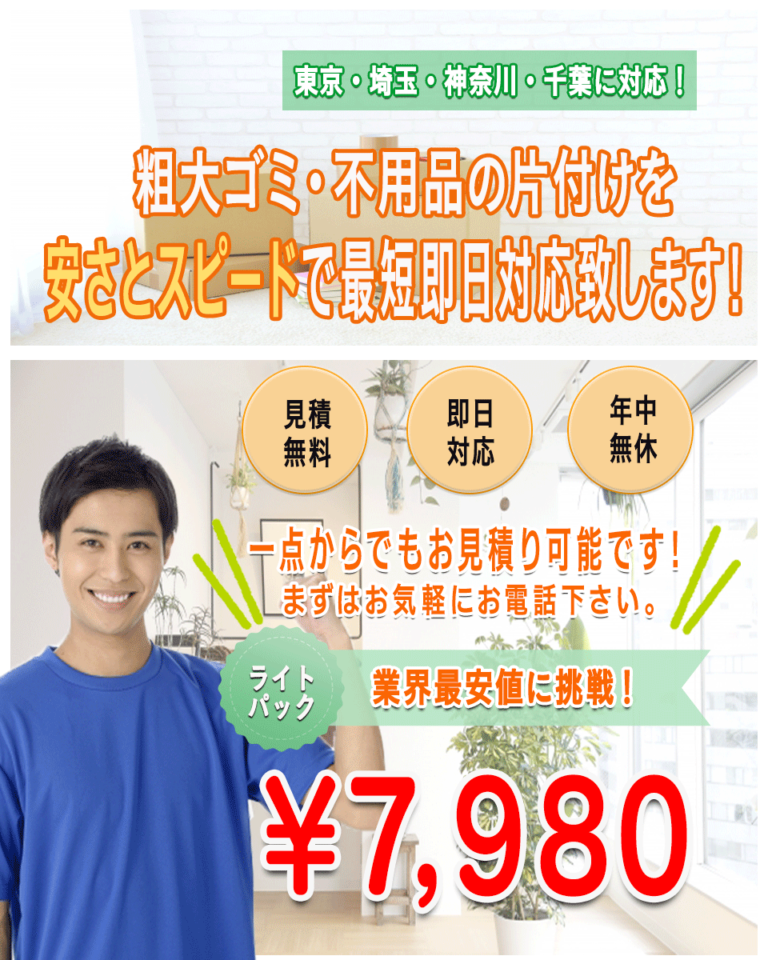 東京・埼玉・神奈川・千葉に対応！
粗大ゴミ・不用品の片付けを
安さとスピードで最短即日対応致します！
見積
無料
即日
対応
年中
無休
一点からでもお見積り可能です！
まずはお気軽にお電話下さい。
ライト
パック
業界最安値に挑戦！
¥7,980